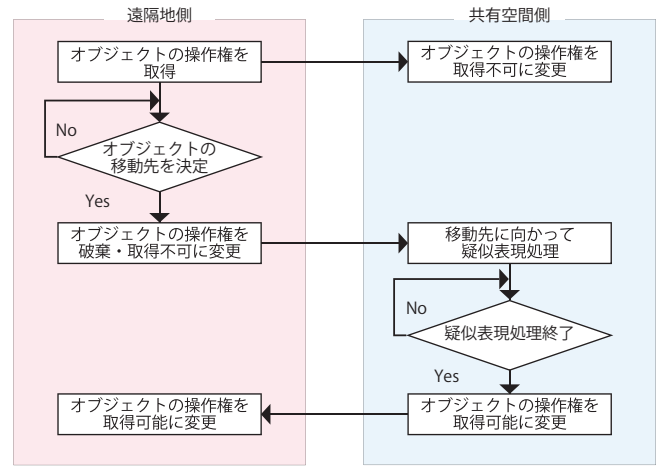 遠隔地側
共有空間側
オブジェクトの操作権を
取得
オブジェクトの操作権を
取得不可に変更
No
オブジェクトの
移動先を決定
Yes
オブジェクトの操作権を
破棄・取得不可に変更
移動先に向かって
疑似表現処理
No
疑似表現処理終了
Yes
オブジェクトの操作権を
取得可能に変更
オブジェクトの操作権を
取得可能に変更